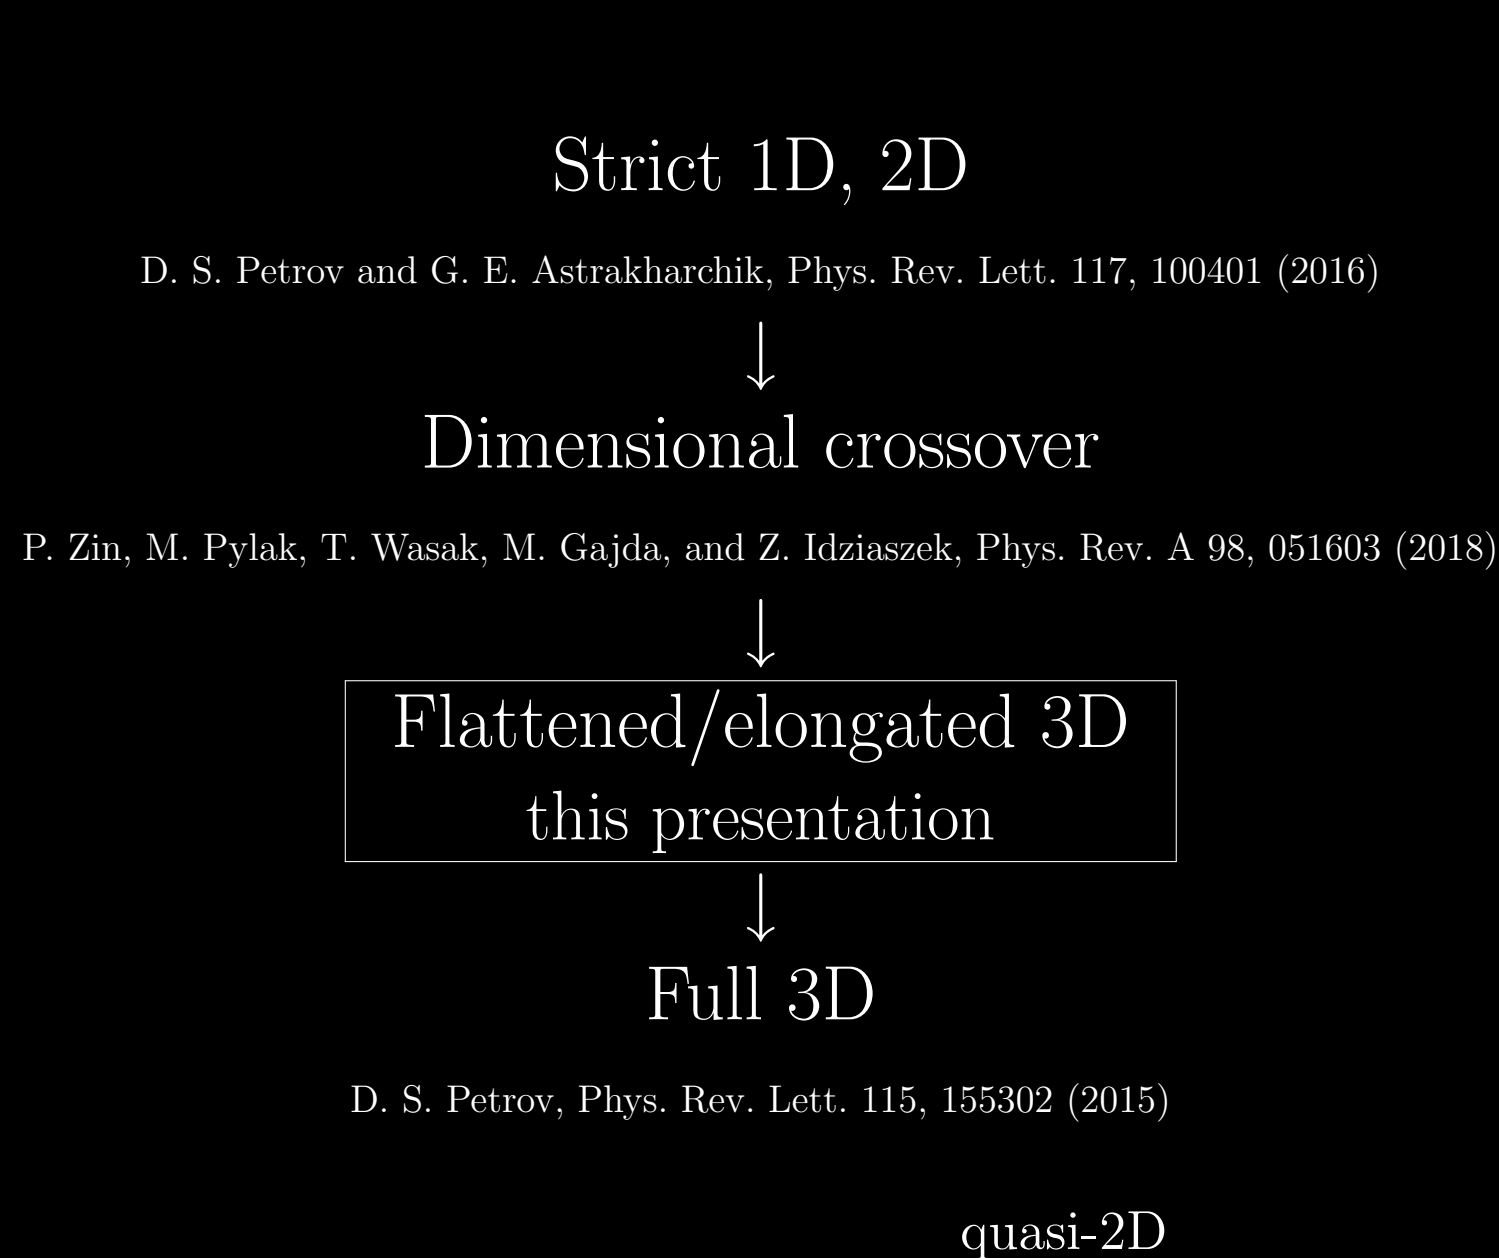 Strict 1D, 2D
D. S. Petrov and G. E. Astrakharchik, Phys. Rev. Lett. 117, 100401 (2016)
Dimensional crossover
P. Zin, M. Pylak, T. Wasak, M. Gajda, and Z. Idziaszek, Phys. Rev. A 98, 051603 (2018)
Flattened/elongated 3D
this presentation
Full 3D
D. S. Petrov, Phys. Rev. Lett. 115, 155302 (2015)
quasi-2D